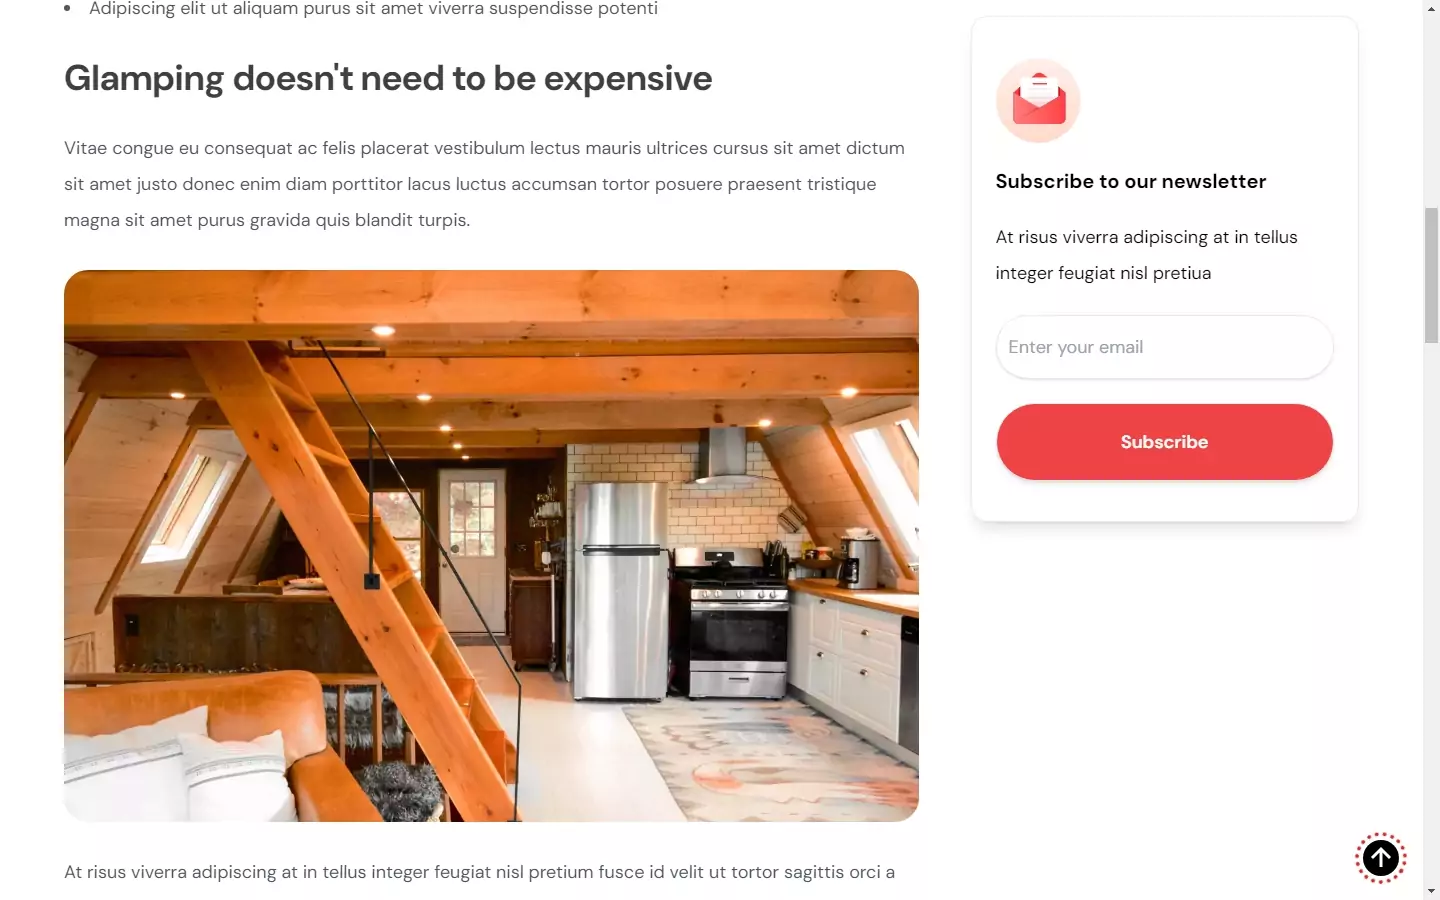 Adipiscing elit ut aliquam purus sit amet viverra suspendisse potenti
Glamping doesn't need to be expensive
Vitae congue eu consequat ac felis placerat vestibulum lectus mauris ultrices cursus sit amet dictum
sit amet justo donec enim diam porttitor lacus luctus accumsan tortor posuere praesent tristique
magna sit amet purus gravida quis blandit turpis.
At risus viverra adipiscing at in tellus integer feugiat nisl pretium fusce id velit ut tortor sagittis orci a
Subscribe to our newsletter
At risus viverra adipiscing at in tellus
integer feugiat nisl pretiua
Enter your email
Subscribe